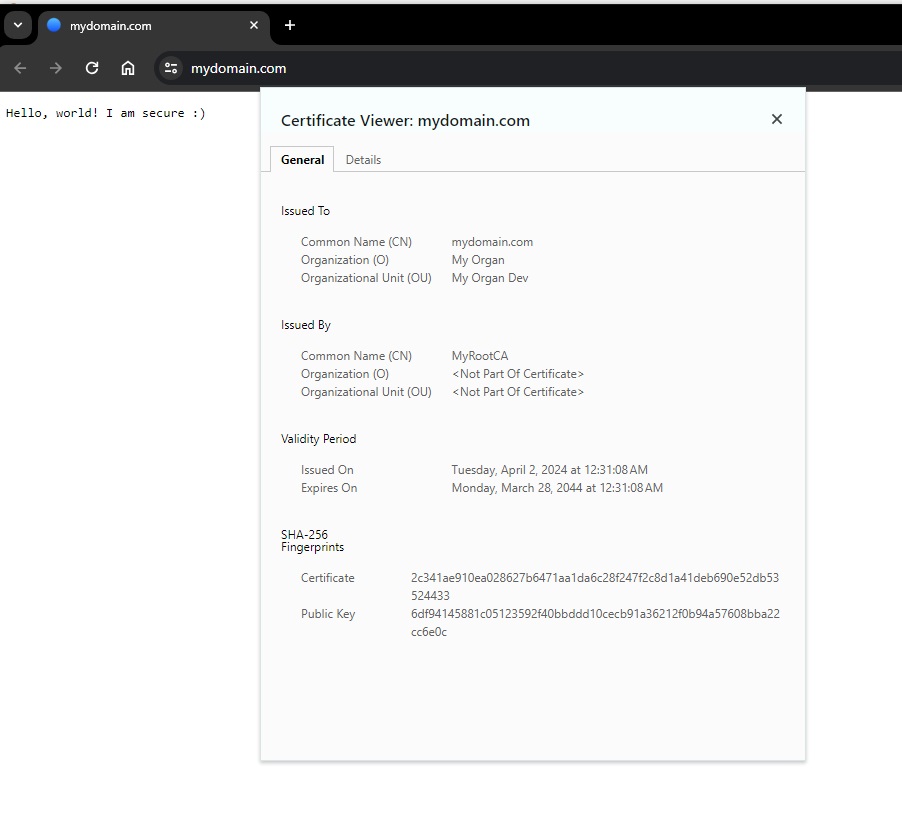 mydomain.com
mydomain.com
Hello, world! I am secure :)
Certificate Viewer: mydomain.com
General Details
Issued To
Common Name (CN) mydomain.com
Organization (O) My Organ
Organizational Unit (OU) My Organ Dev
Issued By
Common Name (CN) MyRootCA
Organization (O) <Not Part Of Certificate>
Organizational Unit (OU) <Not Part Of Certificate>
Validity Period
Issued On Tuesday, April 2, 2024 at 12:31:08 AM
Expires On Monday, March 28, 2044 at 12:31:08 AM
SHA-256
Fingerprints
Certificate 2c341ae910ea028627b6471aa1da6c28f247f2c8d1a41deb690e52db53
524433
Public Key 6df94145881c05123592f40bbddd10cecb91a36212f0b94a57608bba22
cc6e0c